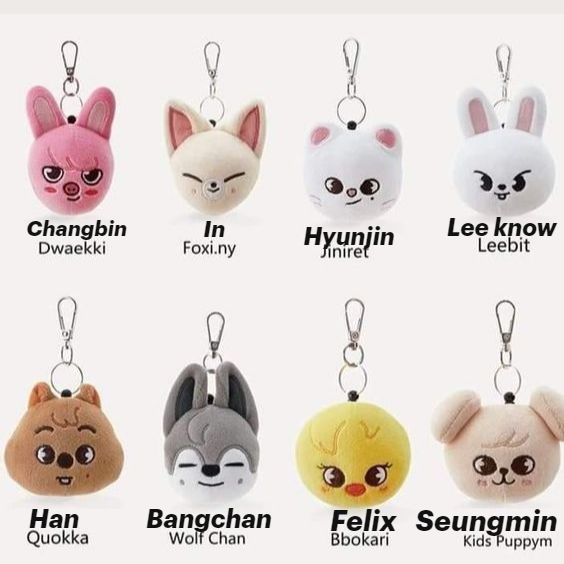 Changbin
Dwaekki
In
Foxi.ny
Hyunjin
Jiniret
Lee know
Leebit
Han
Quokka
Bangchan
Wolf Chan
Felix
Bbokari
Seungmin
Kids Puppym